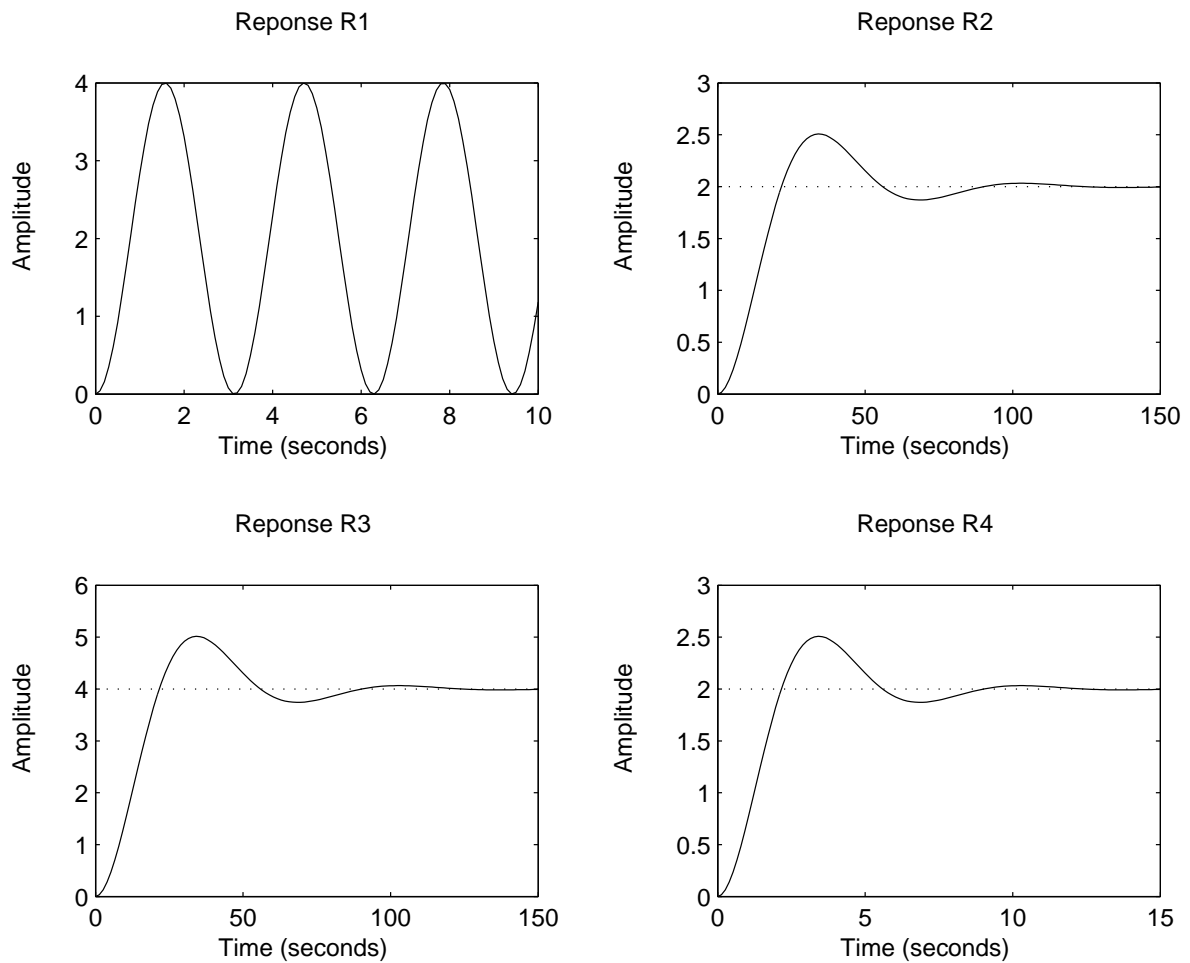 Reponse R1
4
3
2
1
0
0 2 4 6 8 10
Amplitude
Time (seconds)
Reponse R2
3
2.5
2
1.5
1
0.5
0
0 50 100 150
Amplitude
Time (seconds)
Reponse R3
6
5
4
3
2
1
0
0 50 100 150
Amplitude
Time (seconds)
Reponse R4
3
2.5
2
1.5
1
0.5
0
0 5 10 15
Amplitude
Time (seconds)